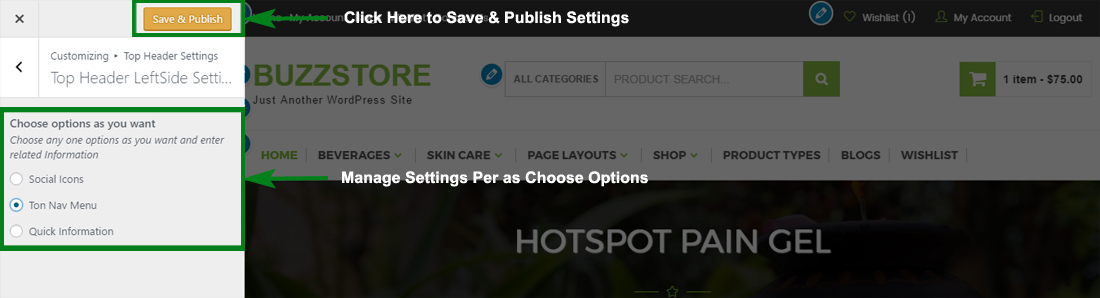 Save & Publish
Click Here to Save & Publish Settings
Wishlist (1)
My Account
Logout
Customizing ▸ Top Header Settings
Top Header LeftSide Setti...
BUZZSTORE
Just Another WordPress Site
ALL CATEGORIES
PRODUCT SEARCH...
1 item - $75.00
Choose options as you want
Choose any one options as you want and enter
related Information
Social Icons
Ton Nav Menu
Quick Information
HOME
BEVERAGES
SKIN CARE
PAGE LAYOUTS
SHOP
PRODUCT TYPES
BLOGS
WISHLIST
Manage Settings Per as Choose Options
HOTSPOT PAIN GEL